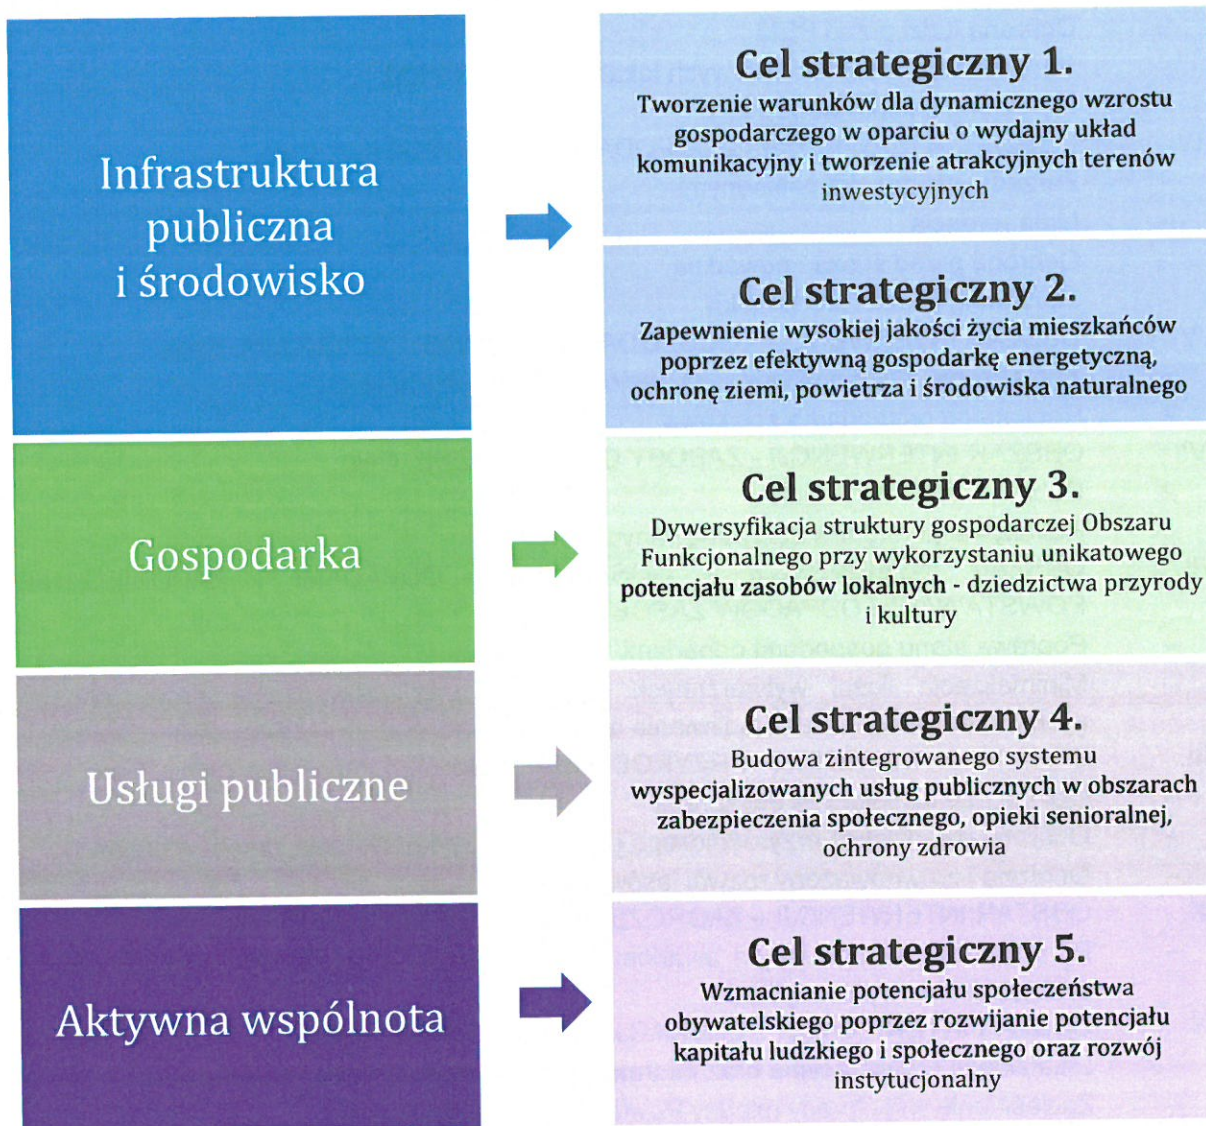 Infrastruktura
publiczna
i środowisko
Cel strategiczny 1.
Tworzenie warunków dla dynamicznego wzrostu
gospodarczego w oparciu o wydajny układ
komunikacyjny i tworzenie atrakcyjnych terenów
inwestycyjnych
Cel strategiczny 2.
Zapewnienie wysokiej jakości życia mieszkańców
poprzez efektywną gospodarkę energetyczną,
ochronę ziemi, powietrza i środowiska naturalnego
Gospodarka
Cel strategiczny 3.
Dywersyfikacja struktury gospodarczej Obszaru
Funkcjonalnego przy wykorzystaniu unikatowego
potencjału zasobów lokalnych - dziedzictwa przyrody
i kultury
Usługi publiczne
Cel strategiczny 4.
Budowa zintegrowanego systemu
wyspecjalizowanych usług publicznych w obszarach
zabezpieczenia społecznego, opieki senioralnej,
ochrony zdrowia
Aktywna wspólnota
Cel strategiczny 5.
Wzmacnianie potencjału społeczeństwa
obywatelskiego poprzez rozwijanie potencjału
kapitału ludzkiego i społecznego oraz rozwój
instytucjonalny